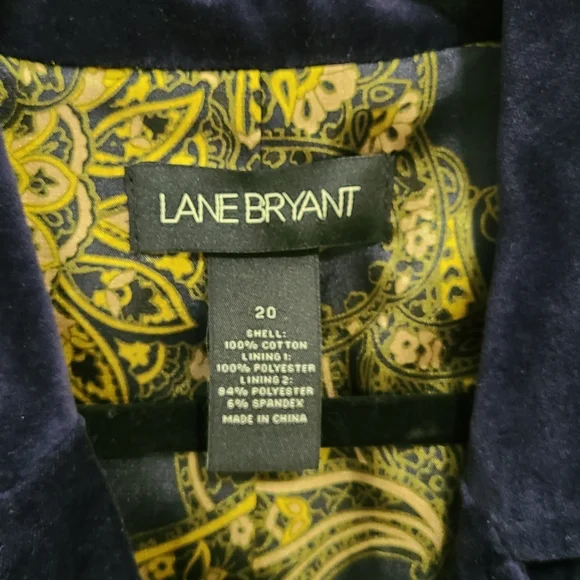 LANE BRYANT
20
SHELL:
100% COTTON
LINING 1:
100% POLYESTER
LINING 2:
94% POLYESTER
6% SPANDEX
MADE IN CHINA